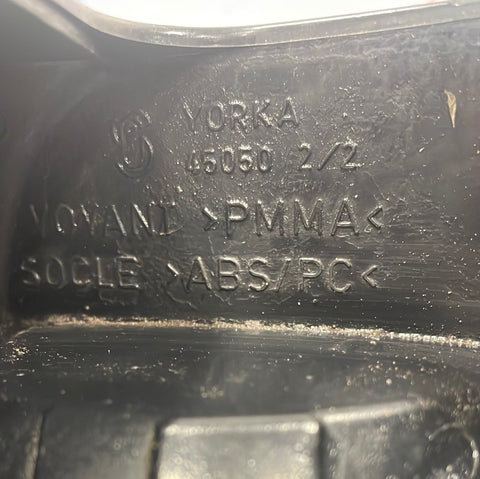 YORKA
45050 2/2
VOYANT >PMMA<
SOCLE >ABS/PC<